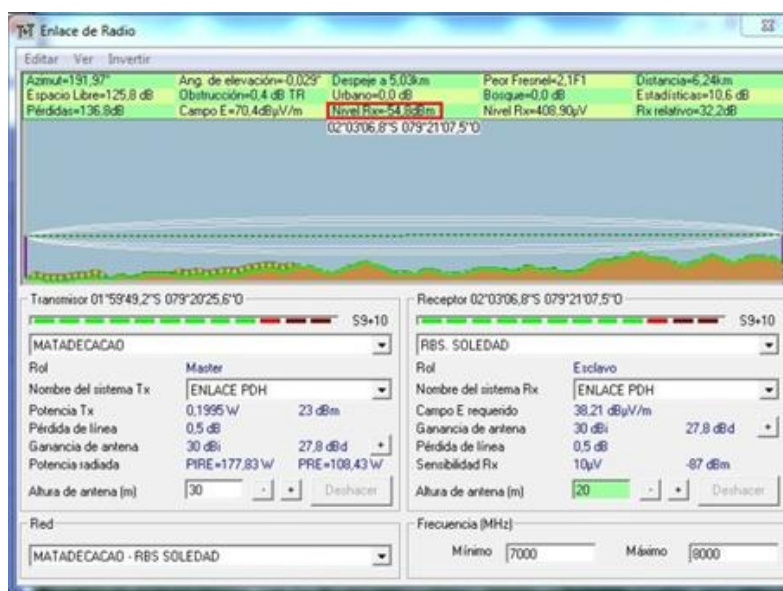 Enlace de Radio
Editar Ver Invertir
Azimut=191,97° Ang. de elevación=-0,029° Despeje a 5,03km Peor Fresnel=2,1F1 Distancia=6,24km
Espacio Libre=125,8 dB Obstrucción=0,4 dB TR Urbano=0,0 dB Bosque=0,0 dB Estadísticas=10,6 dB
Pérdidas=136,8dB Campo E=70,4dBµV/m Nivel Rx=-54,8dBm Nivel Rx=408,90µV Rx relativo=32,2dB
02°03'06,8"S 079°21'07,5"O
Transmisor 01°59'49,2"S 079°20'25,6"O
S9+10
MATADECACAO
Rol Master
Nombre del sistema Tx ENLACE PDH
Potencia Tx 0,1995 W 23 dBm
Pérdida de línea 0,5 dB
Ganancia de antena 30 dBi 27,8 dBd +
Potencia radiada PIRE=177,83 W PRE=108,43 W
Altura de antena (m) 30 - + Deshacer
Receptor 02°03'06,8"S 079°21'07,5"O
S9+10
RBS. SOLEDAD
Rol Esclavo
Nombre del sistema Rx ENLACE PDH
Campo E requerido 38,21 dBµV/m
Ganancia de antena 30 dBi 27,8 dBd +
Pérdida de línea 0,5 dB
Sensibilidad Rx 10µV -87 dBm
Altura de antena (m) 20 - + Deshacer
Red
MATADECACAO - RBS SOLEDAD
Frecuencia (MHz)
Mínimo 7000 Máximo 8000